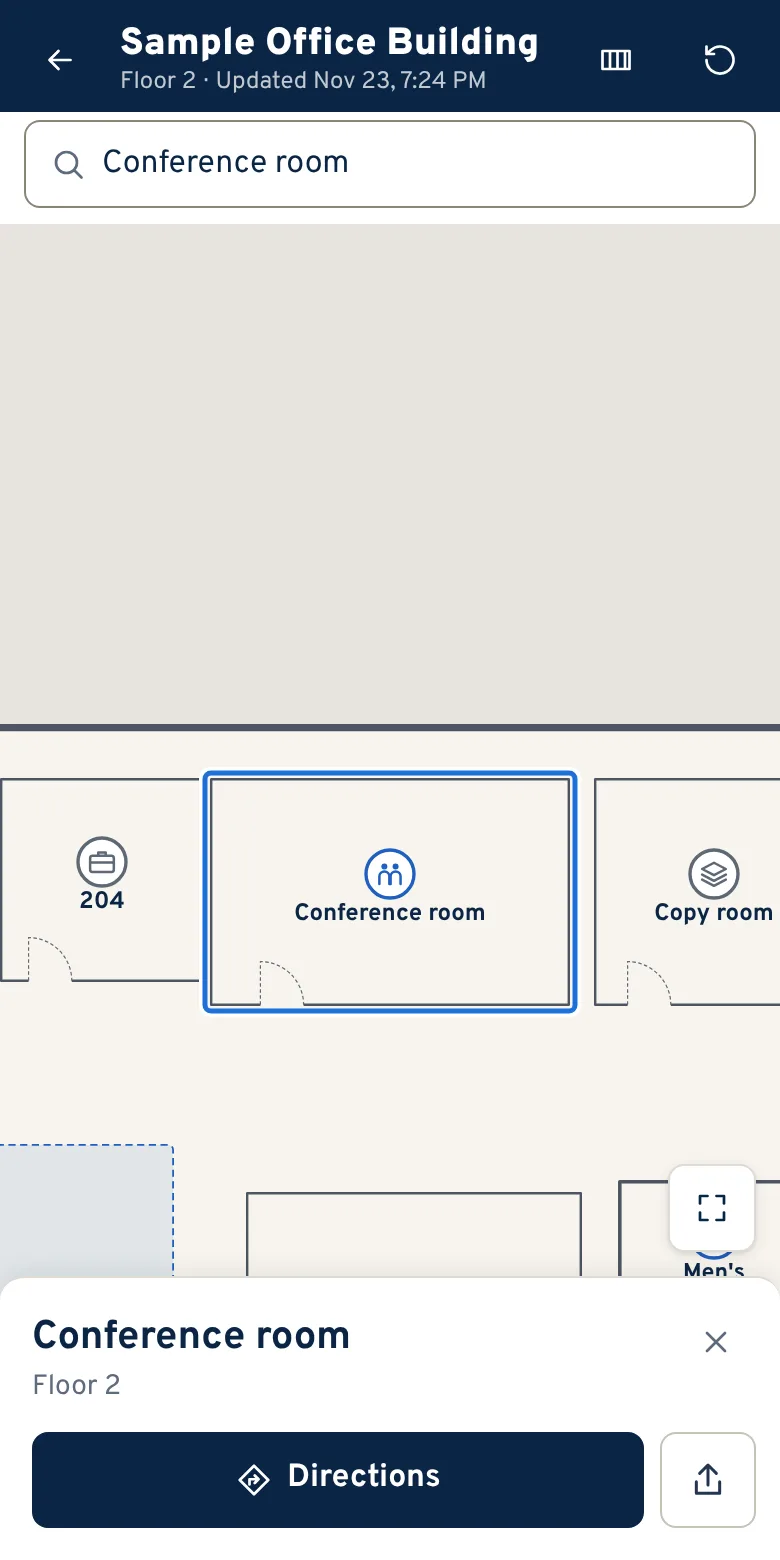 Sample Office Building
Floor 2 · Updated Nov 23, 7:24 PM
Conference room
204
Conference room
Copy room
Men's
Conference room
Floor 2
Directions